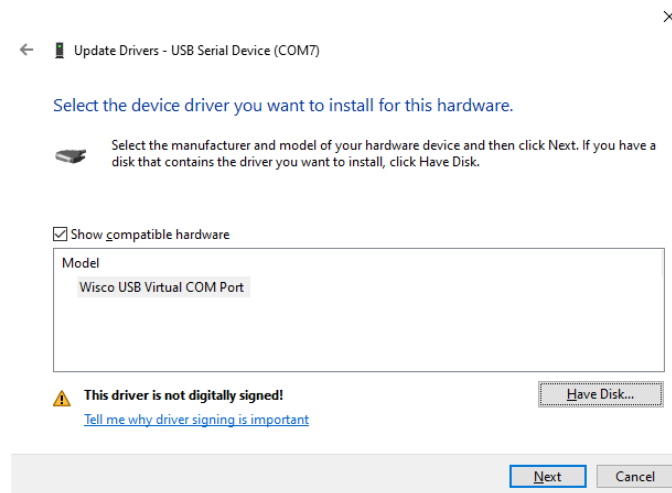 Update Drivers - USB Serial Device (COM7)
Select the device driver you want to install for this hardware.
Select the manufacturer and model of your hardware device and then click Next. If you have a
disk that contains the driver you want to install, click Have Disk.
Show compatible hardware
Model
Wisco USB Virtual COM Port
This driver is not digitally signed!
Have Disk...
Tell me why driver signing is important
Next
Cancel